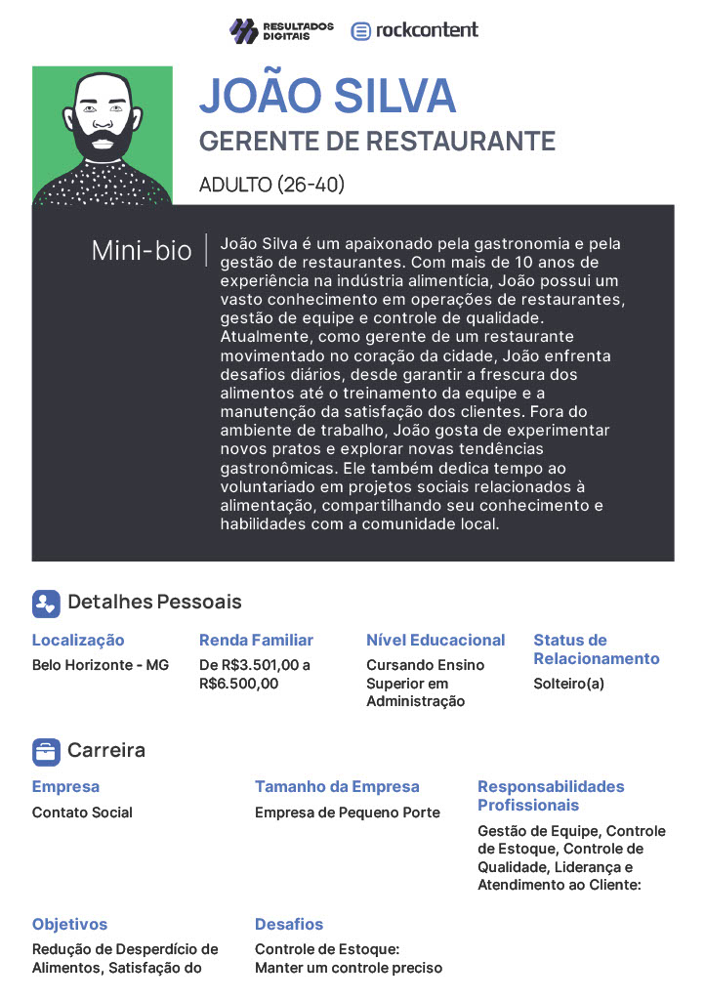 RESULTADOS
DIGITAIS
rockcontent
JOÃO SILVA
GERENTE DE RESTAURANTE
ADULTO (26-40)
Mini-bio
João Silva é um apaixonado pela gastronomia e pela
gestão de restaurantes. Com mais de 10 anos de
experiência na indústria alimentícia, João possui um
vasto conhecimento em operações de restaurantes,
gestão de equipe e controle de qualidade.
Atualmente, como gerente de um restaurante
movimentado no coração da cidade, João enfrenta
desafios diários, desde garantir a frescura dos
alimentos até o treinamento da equipe e a
manutenção da satisfação dos clientes. Fora do
ambiente de trabalho, João gosta de experimentar
novos pratos e explorar novas tendências
gastronômicas. Ele também dedica tempo ao
voluntariado em projetos sociais relacionados à
alimentação, compartilhando seu conhecimento e
habilidades com a comunidade local.
Detalhes Pessoais
Localização
Belo Horizonte - MG
Renda Familiar
De R$3.501,00 a
R$6.500,00
Nível Educacional
Cursando Ensino
Superior em
Administração
Status de
Relacionamento
Solteiro(a)
Carreira
Empresa
Contato Social
Tamanho da Empresa
Empresa de Pequeno Porte
Responsabilidades
Profissionais
Gestão de Equipe, Controle
de Estoque, Controle de
Qualidade, Liderança e
Atendimento ao Cliente:
Objetivos
Redução de Desperdício de
Alimentos, Satisfação do
Desafios
Controle de Estoque:
Manter um controle preciso